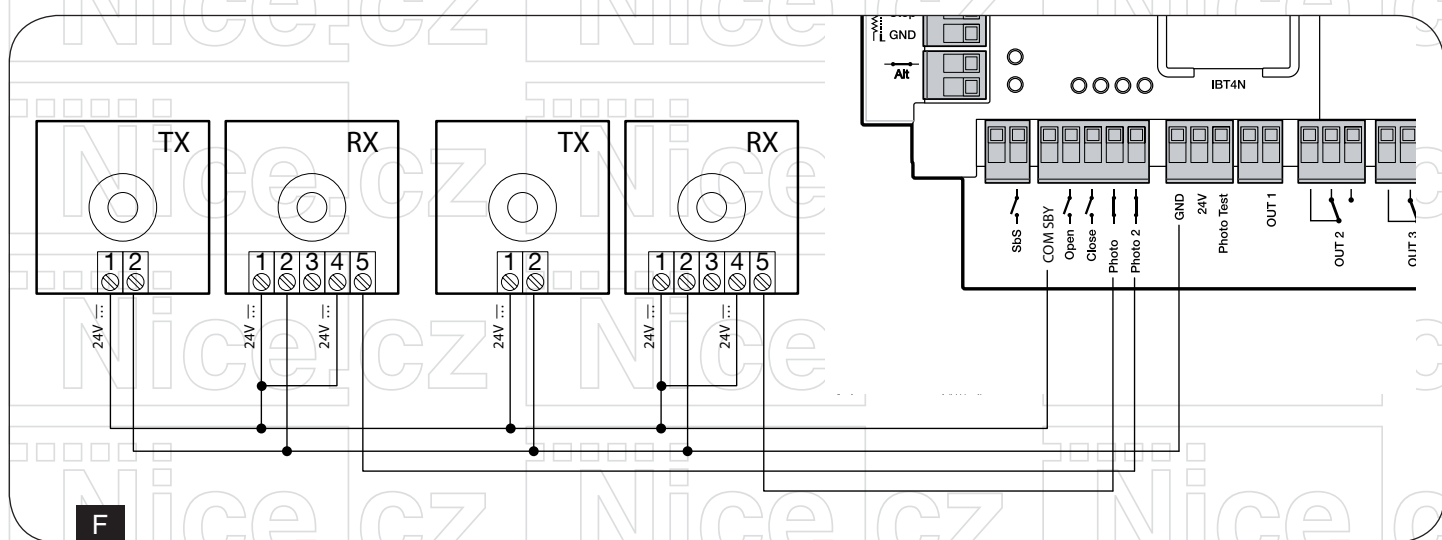 Stop
GND
Alt
IBT4N
TX
RX
TX
RX
1 2
1 2 3 4 5
1 2
1 2 3 4 5
24V
24V
24V
24V
24V
24V
SbS
COM SBY
Open
Close
Photo
Photo 2
GND
24V
Photo Test
OUT 1
OUT 2
OUT 3
F
Nice.cz